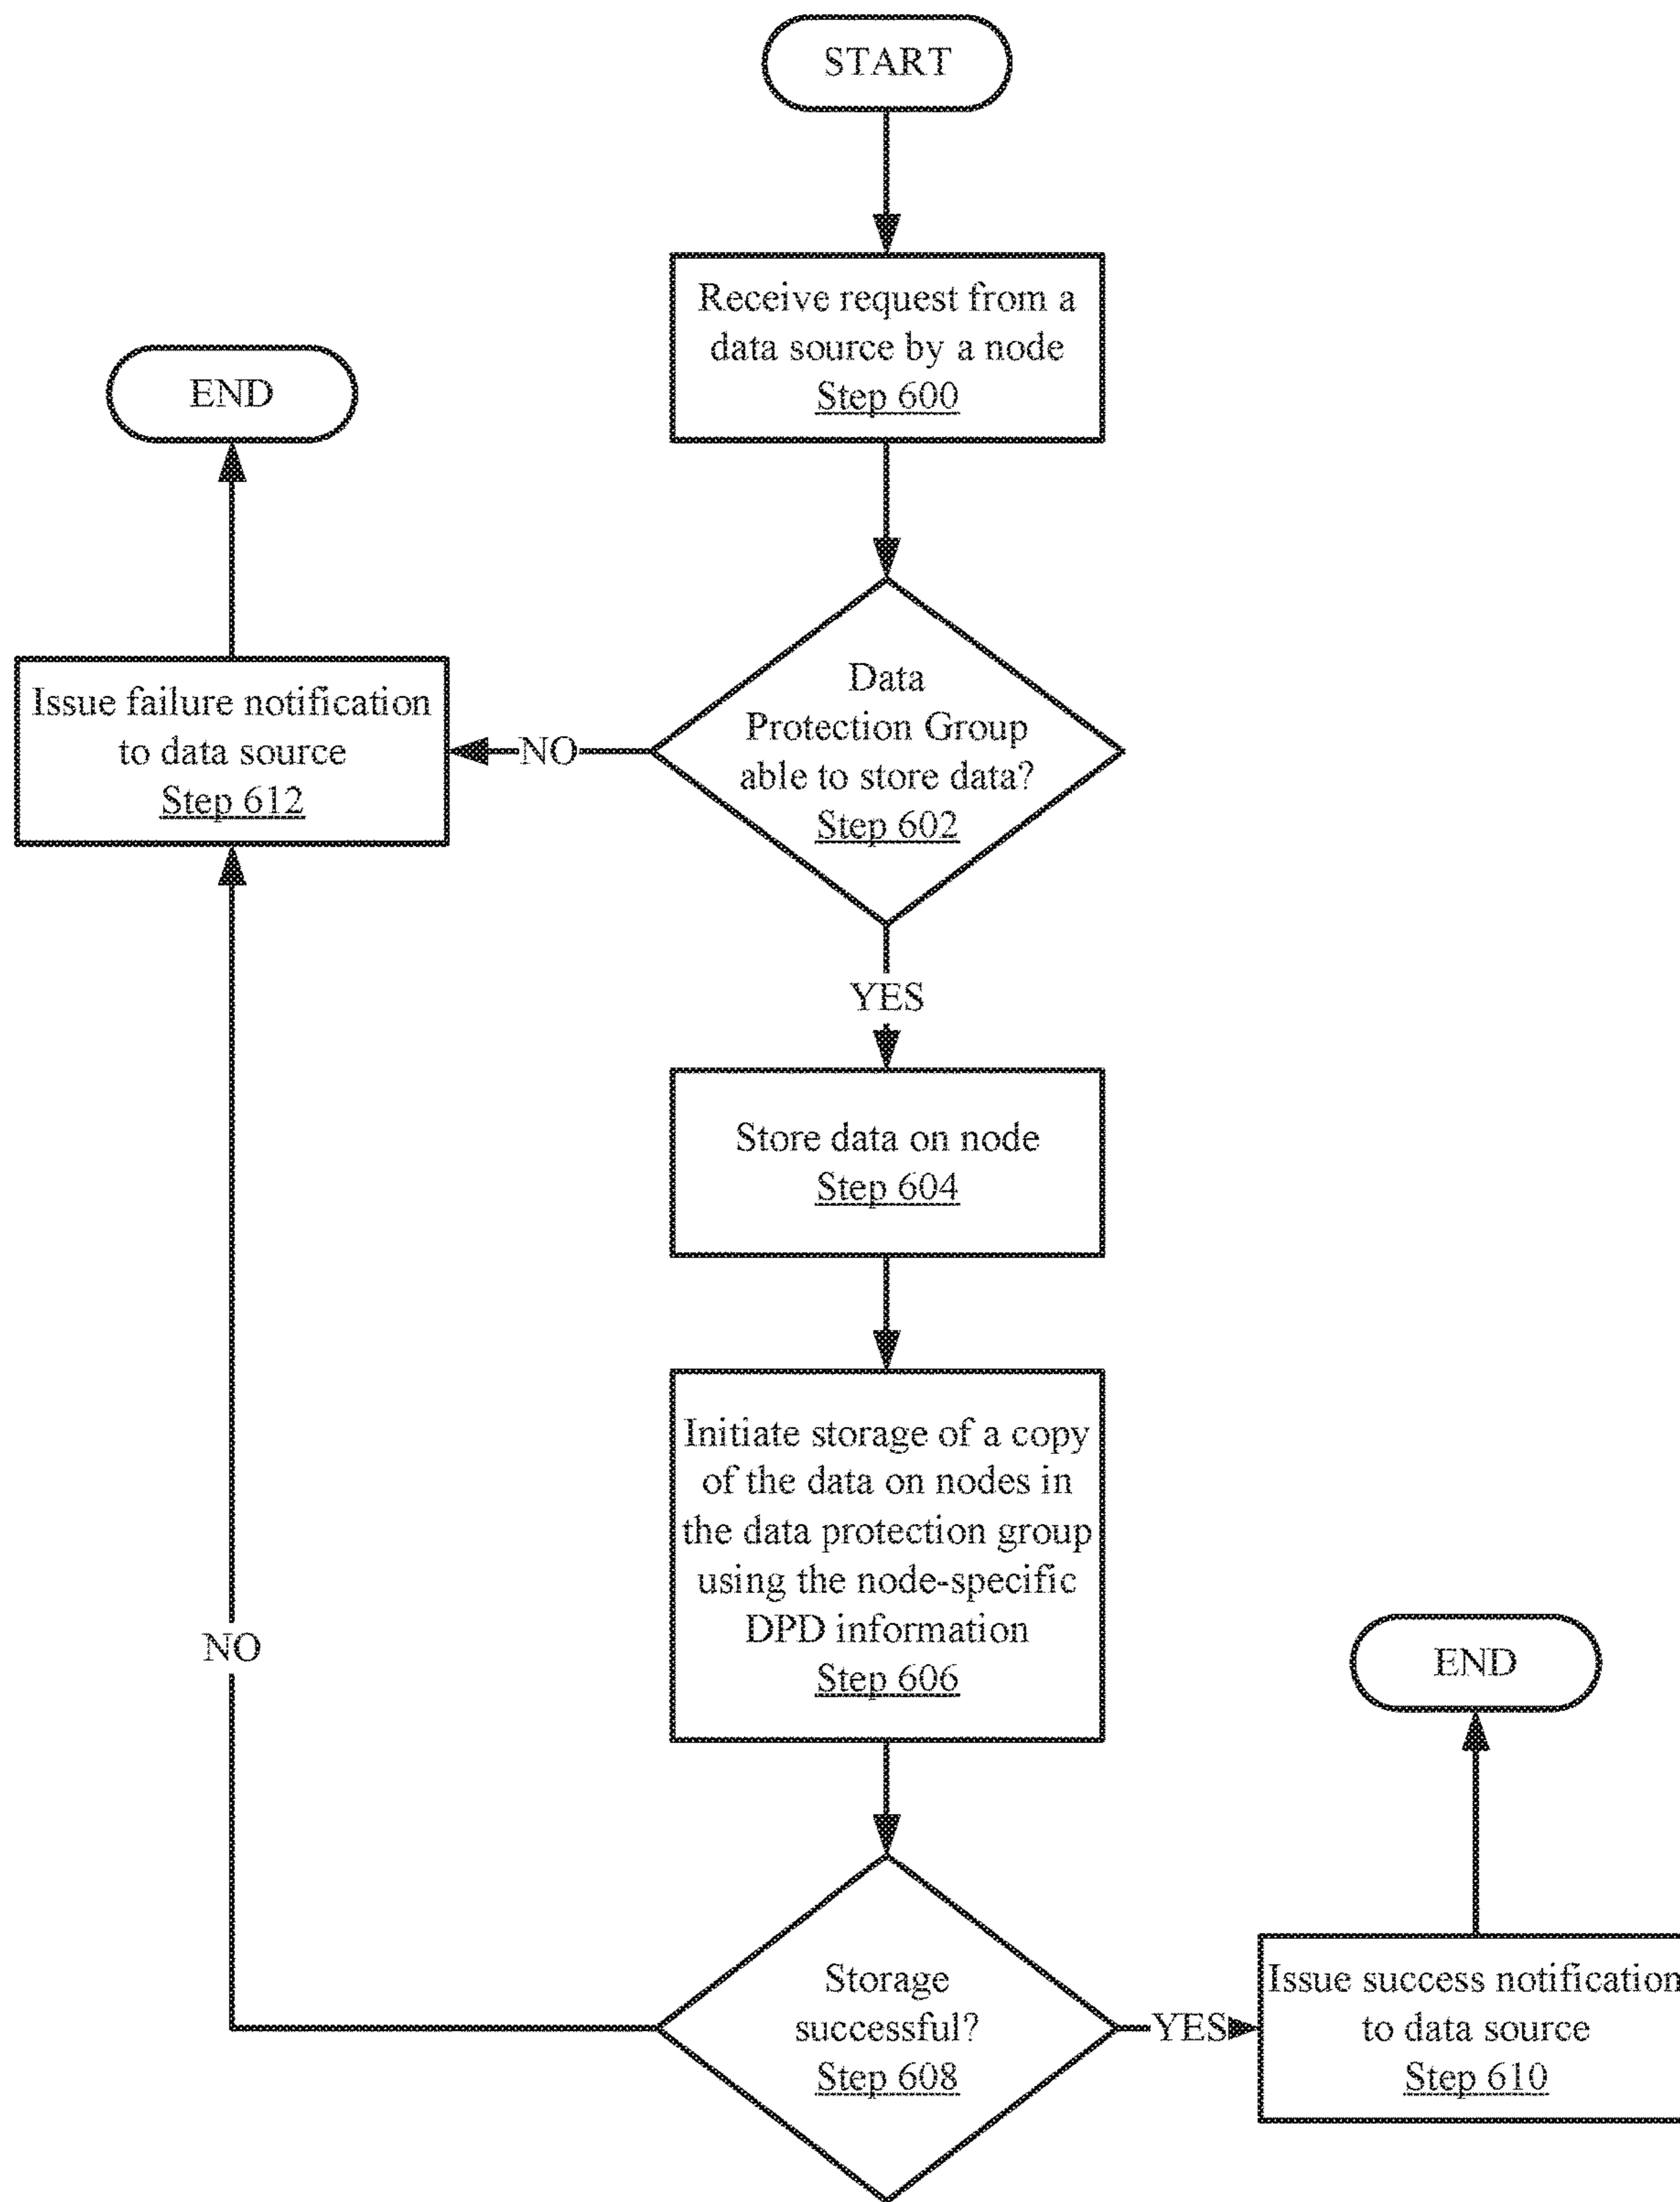 START
Receive request from a
data source by a node
Step 600
END
Data
Protection Group
able to store data?
Step 602
NO
Issue failure notification
to data source
Step 612
YES
Store data on node
Step 604
Initiate storage of a copy
of the data on nodes in
the data protection group
using the node-specific
DPD information
Step 606
NO
END
Storage
successful?
Step 608
YES
Issue success notification
to data source
Step 610